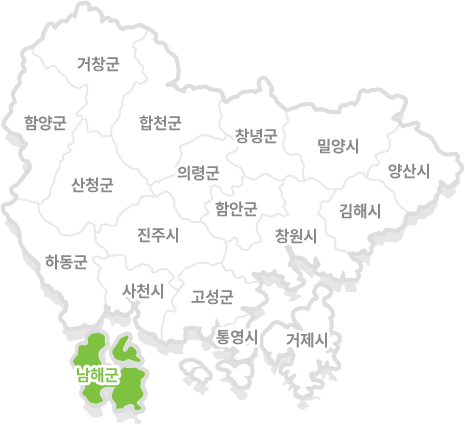 거창군
함양군
합천군
창녕군
밀양시
양산시
의령군
산청군
함안군
김해시
진주시
창원시
하동군
사천시
고성군
통영시
거제시
남해군